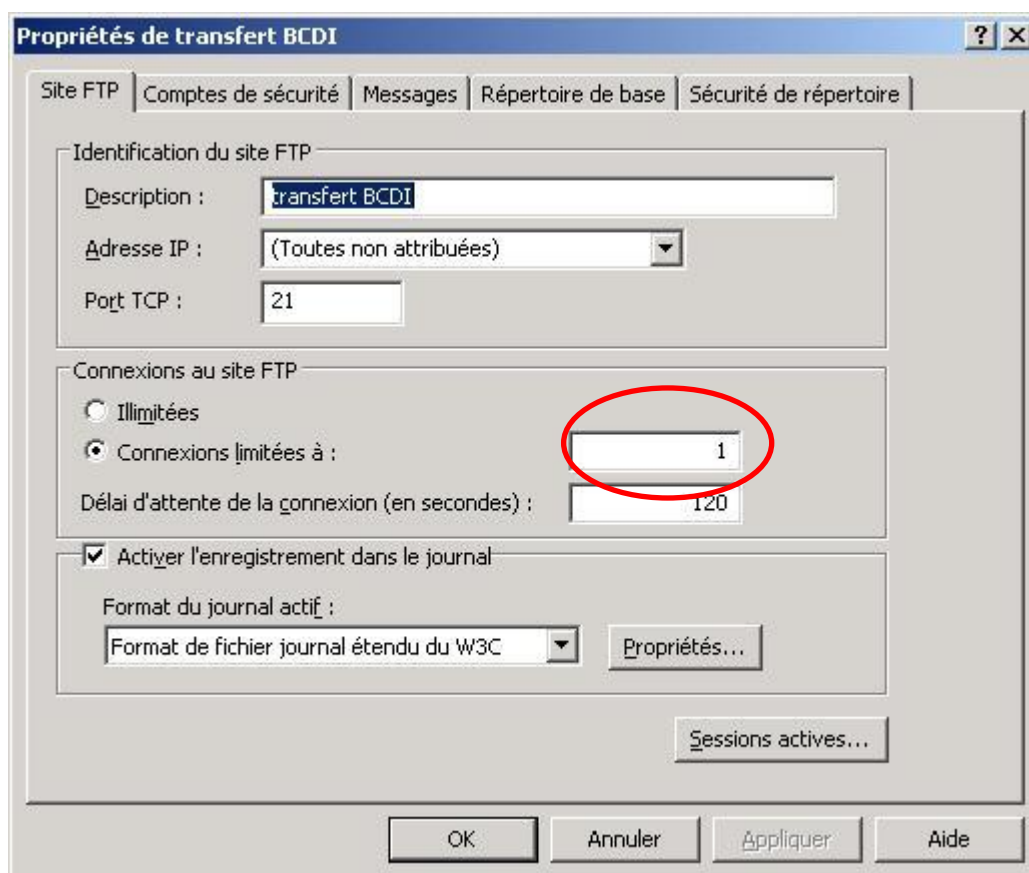 Propriétés de transfert BCDI
Site FTP Comptes de sécurité Messages Répertoire de base Sécurité de répertoire
Identification du site FTP
Description : transfert BCDI
Adresse IP : (Toutes non attribuées)
Port TCP : 21
Connexions au site FTP
Illimitées
Connexions limitées à : 1
Délai d'attente de la connexion (en secondes) : 120
Activer l'enregistrement dans le journal
Format du journal actif :
Format de fichier journal étendu du W3C Propriétés...
Sessions actives...
OK Annuler Appliquer Aide